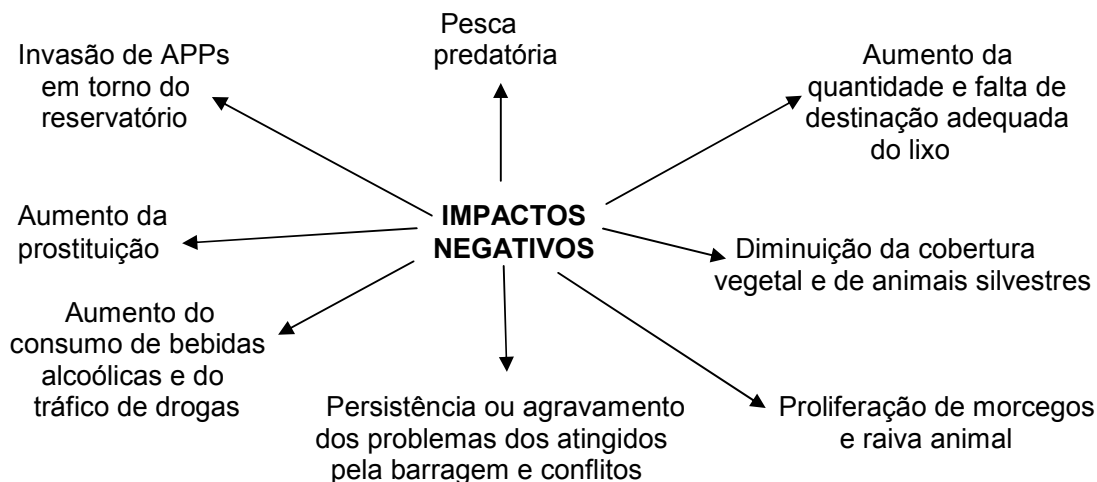 Pesca
predatória
Invasão de APPs
em torno do
reservatório
Aumento da
quantidade e falta de
destinação adequada
do lixo
IMPACTOS
NEGATIVOS
Aumento da
prostituição
Diminuição da cobertura
vegetal e de animais silvestres
Aumento do
consumo de bebidas
alcoólicas e do
tráfico de drogas
Persistência ou agravamento
dos problemas dos atingidos
pela barragem e conflitos
Proliferação de morcegos
e raiva animal